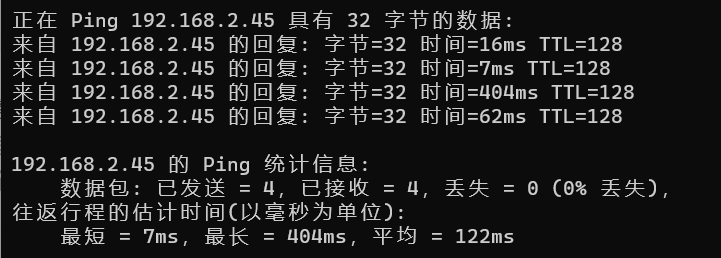 正在 Ping 192.168.2.45 具有 32 字节的数据:
来自 192.168.2.45 的回复: 字节=32 时间=16ms TTL=128
来自 192.168.2.45 的回复: 字节=32 时间=7ms TTL=128
来自 192.168.2.45 的回复: 字节=32 时间=404ms TTL=128
来自 192.168.2.45 的回复: 字节=32 时间=62ms TTL=128
192.168.2.45 的 Ping 统计信息:
数据包: 已发送 = 4, 已接收 = 4, 丢失 = 0 (0% 丢失),
往返行程的估计时间(以毫秒为单位):
最短 = 7ms, 最长 = 404ms, 平均 = 122ms